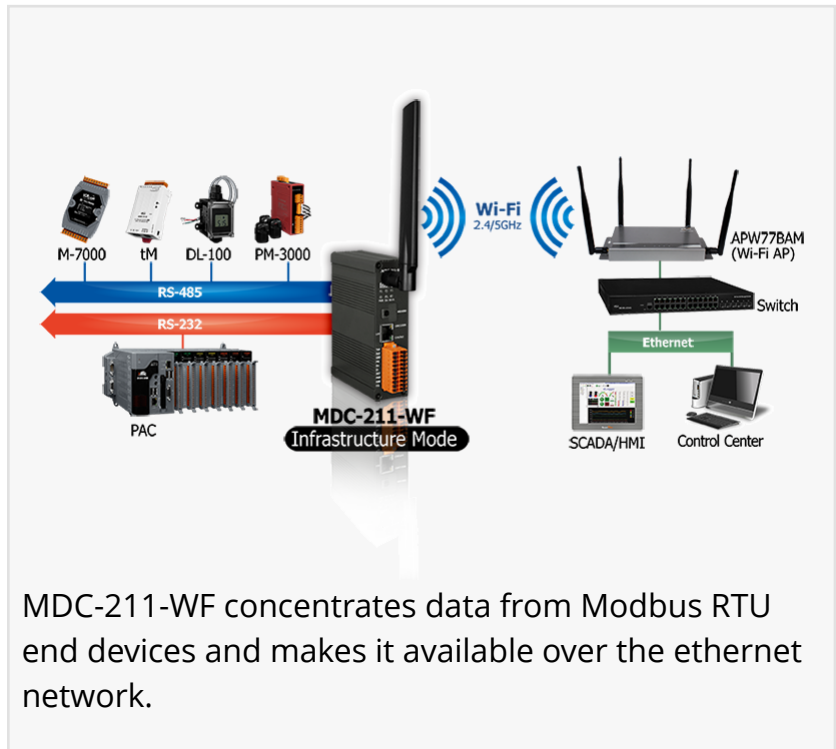 Wi-Fi
2.4/5GHz
APW77BAM
(Wi-Fi AP)
M-7000
tM
DL-100
PM-3000
RS-485
Switch
RS-232
Ethernet
PAC
MDC-211-WF
Infrastructure Mode
SCADA/HMI
Control Center
MDC-211-WF concentrates data from Modbus RTU
end devices and makes it available over the ethernet
network.